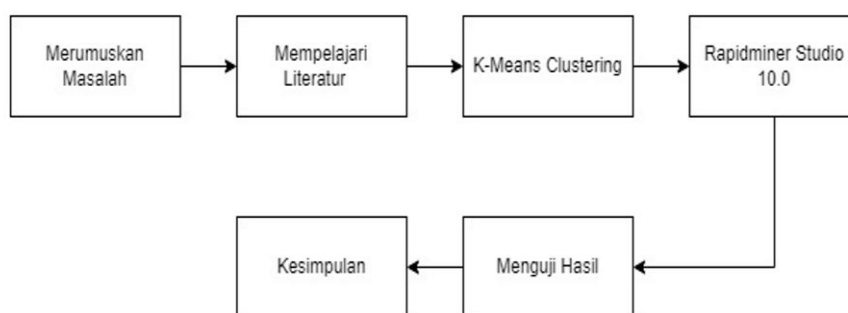 Merumuskan
Masalah
Mempelajari
Literatur
K-Means Clustering
Rapidminer Studio
10.0
Kesimpulan
Menguji Hasil